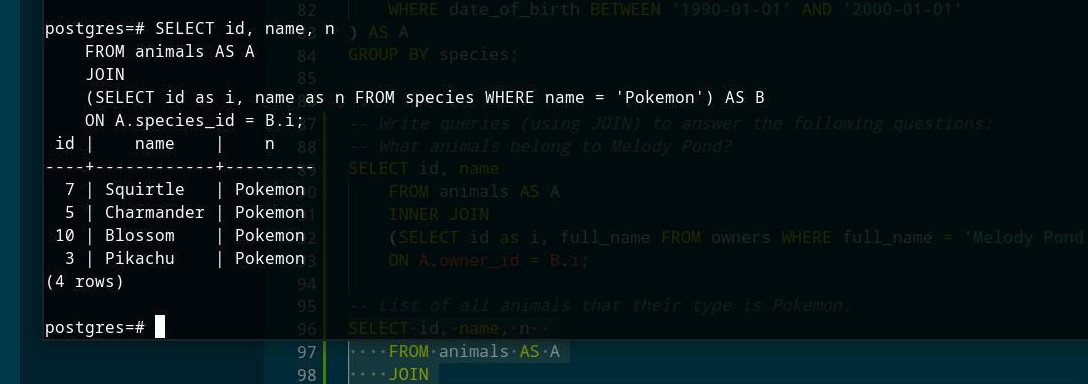 postgres=# SELECT id, name, n
    FROM animals AS A
    JOIN
    (SELECT id as i, name as n FROM species WHERE name = 'Pokemon') AS B
    ON A.species_id = B.i;
 id |    name    |    n
----+------------+---------
  7 | Squirtle   | Pokemon
  5 | Charmander | Pokemon
 10 | Blossom    | Pokemon
  3 | Pikachu    | Pokemon
(4 rows)
postgres=#
82 WHERE date_of_birth BETWEEN '1990-01-01' AND '2000-01-01'
) AS A
84 GROUP BY species;
85
87 -- Write queries (using JOIN) to answer the following questions:
88 -- What animals belong to Melody Pond?
SELECT id, name
FROM animals AS A
INNER JOIN
(SELECT id as i, full_name FROM owners WHERE full_name = 'Melody Pond
ON A.owner_id = B.i;
94
95 -- List of all animals that their type is Pokemon.
96 SELECT·id,·name,·n··
97 ····FROM·animals·AS·A
98 ····JOIN